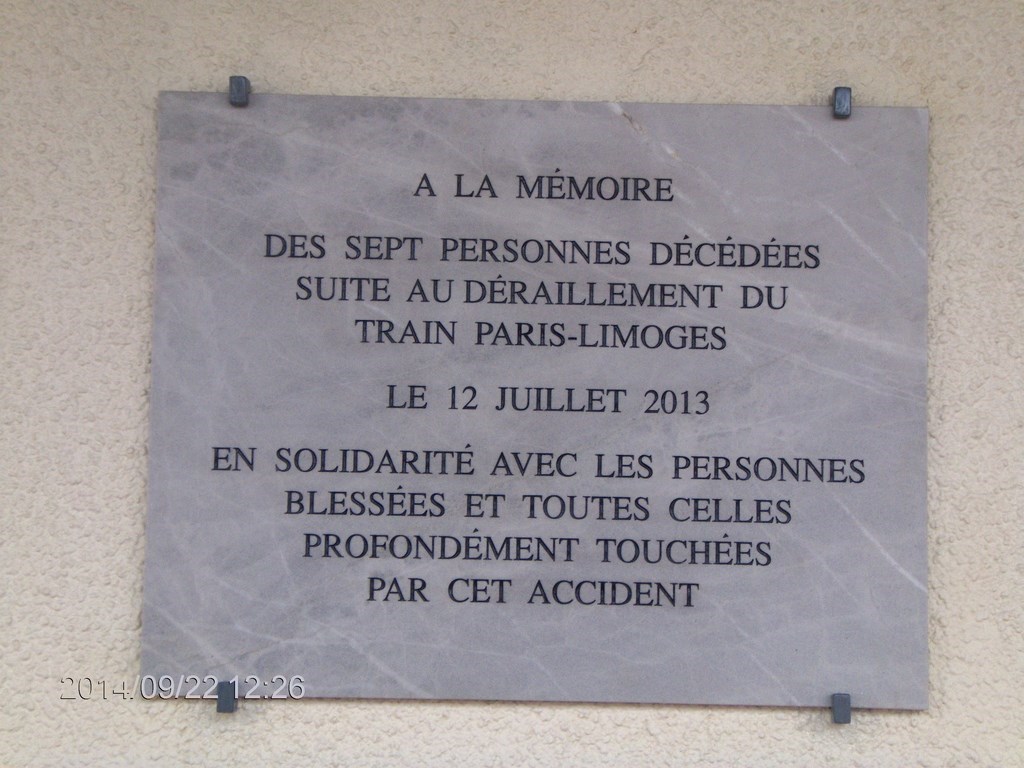 A LA MÉMOIRE
DES SEPT PERSONNES DÉCÉDÉES
SUITE AU DÉRAILLEMENT DU
TRAIN PARIS-LIMOGES
LE 12 JUILLET 2013
EN SOLIDARITÉ AVEC LES PERSONNES
BLESSÉES ET TOUTES CELLES
PROFONDÉMENT TOUCHÉES
PAR CET ACCIDENT
2014/09/22 12:26